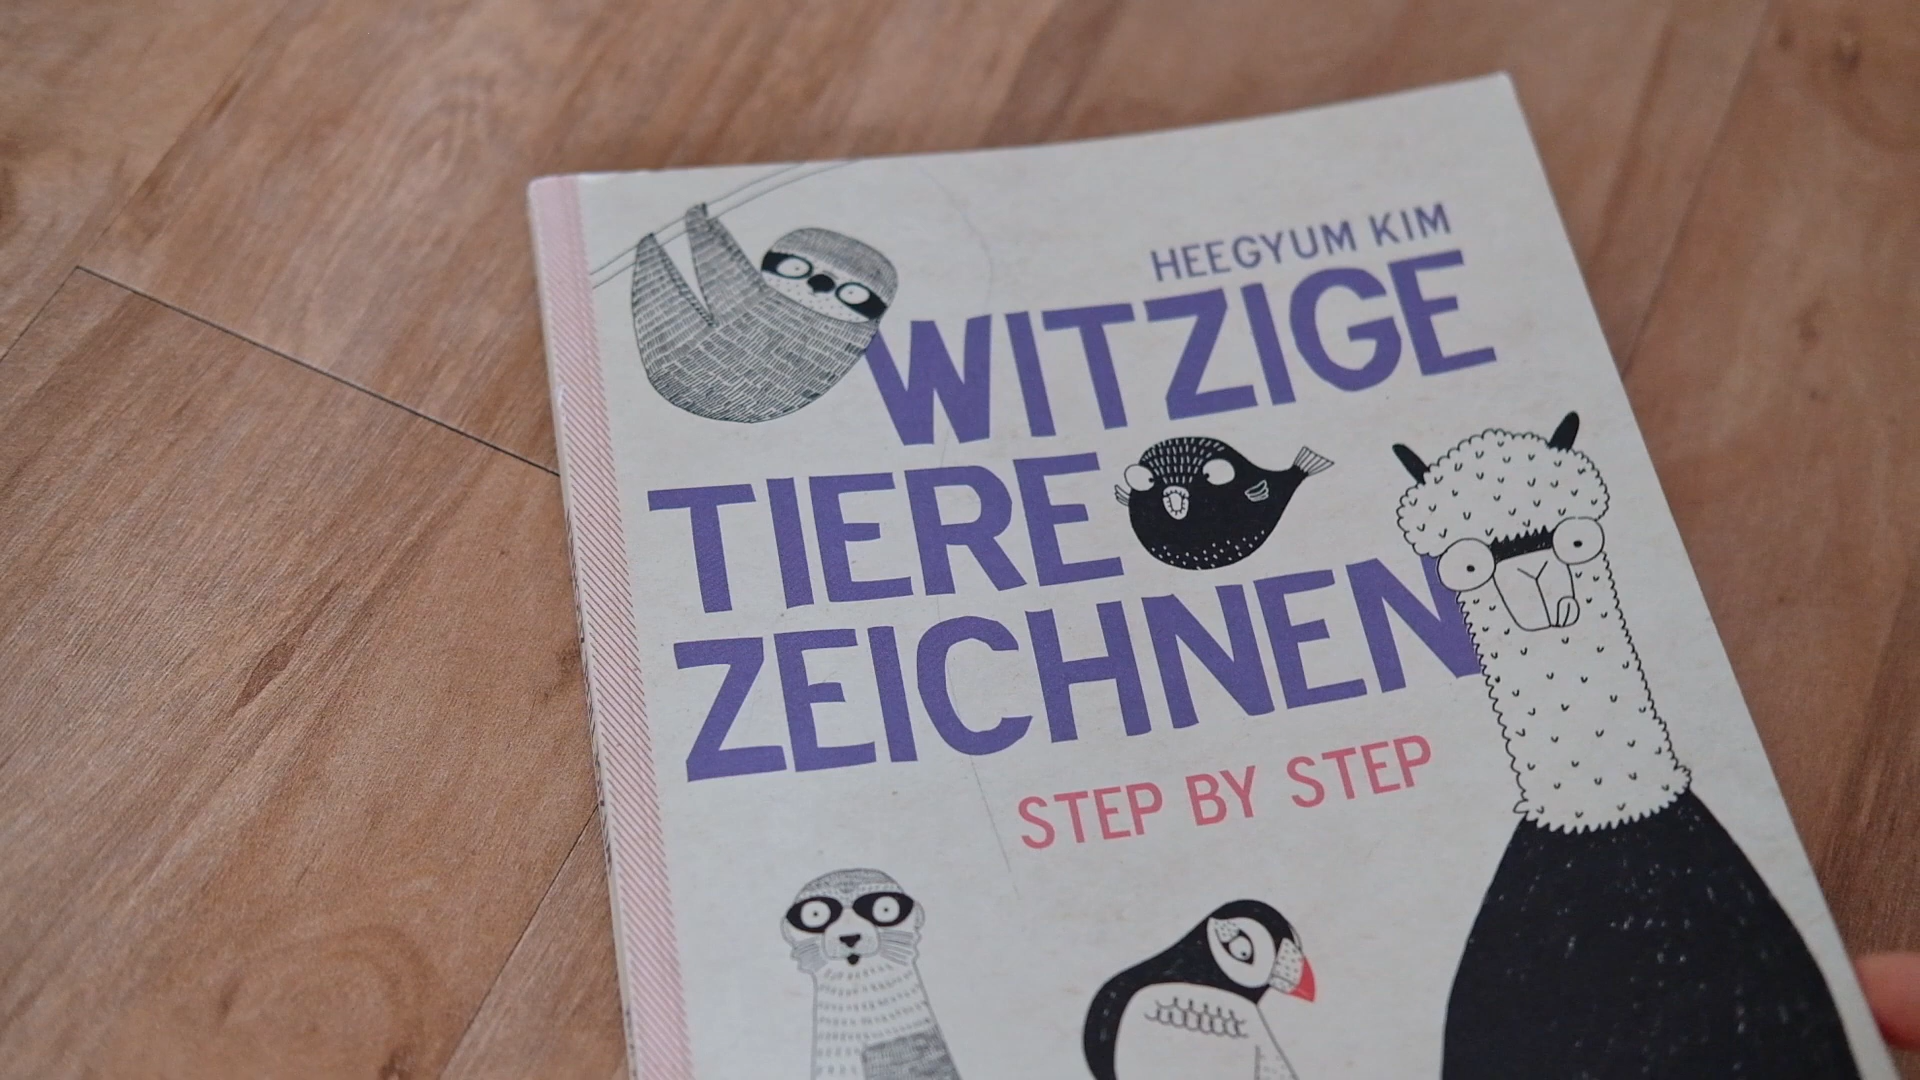 HEEGYUM KIM
WITZIGE
TIERE
ZEICHNEN
STEP BY STEP